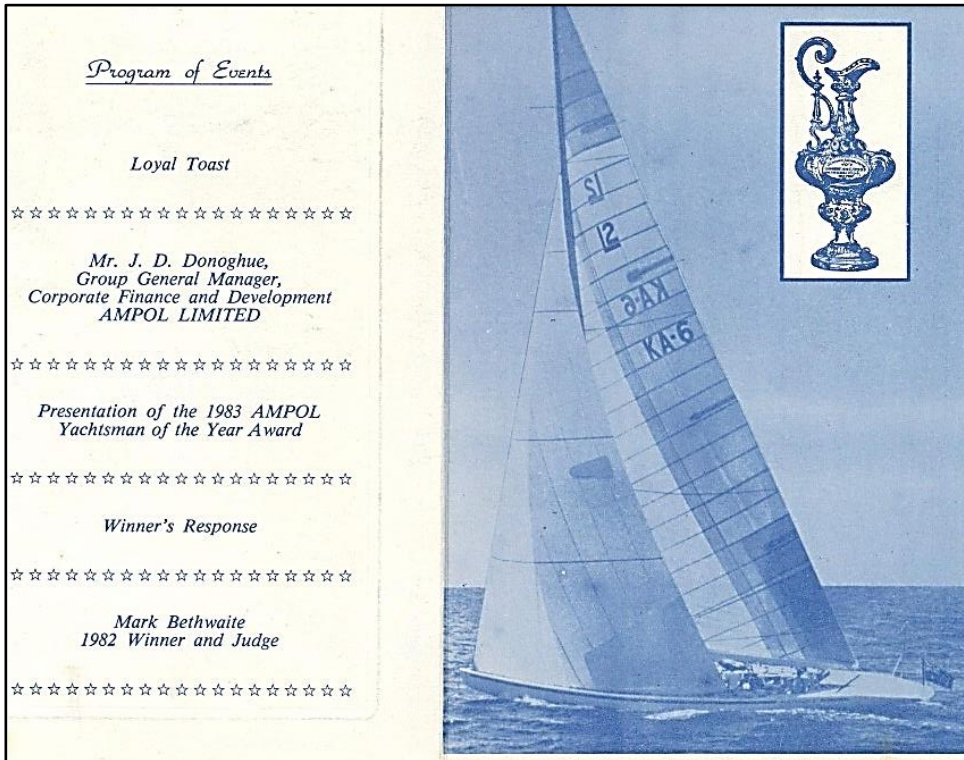 Program of Events
Loyal Toast
☆☆☆☆☆☆☆☆☆☆☆☆☆☆☆☆☆☆☆
Mr. J. D. Donoghue,
Group General Manager,
Corporate Finance and Development
AMPOL LIMITED
☆☆☆☆☆☆☆☆☆☆☆☆☆☆☆☆☆☆☆
Presentation of the 1983 AMPOL
Yachtsman of the Year Award
☆☆☆☆☆☆☆☆☆☆☆☆☆☆☆☆☆☆☆
Winner's Response
☆☆☆☆☆☆☆☆☆☆☆☆☆☆☆☆☆☆☆
Mark Bethwaite
1982 Winner and Judge
☆☆☆☆☆☆☆☆☆☆☆☆☆☆☆☆☆☆☆
12
12
KA-6
KA-6